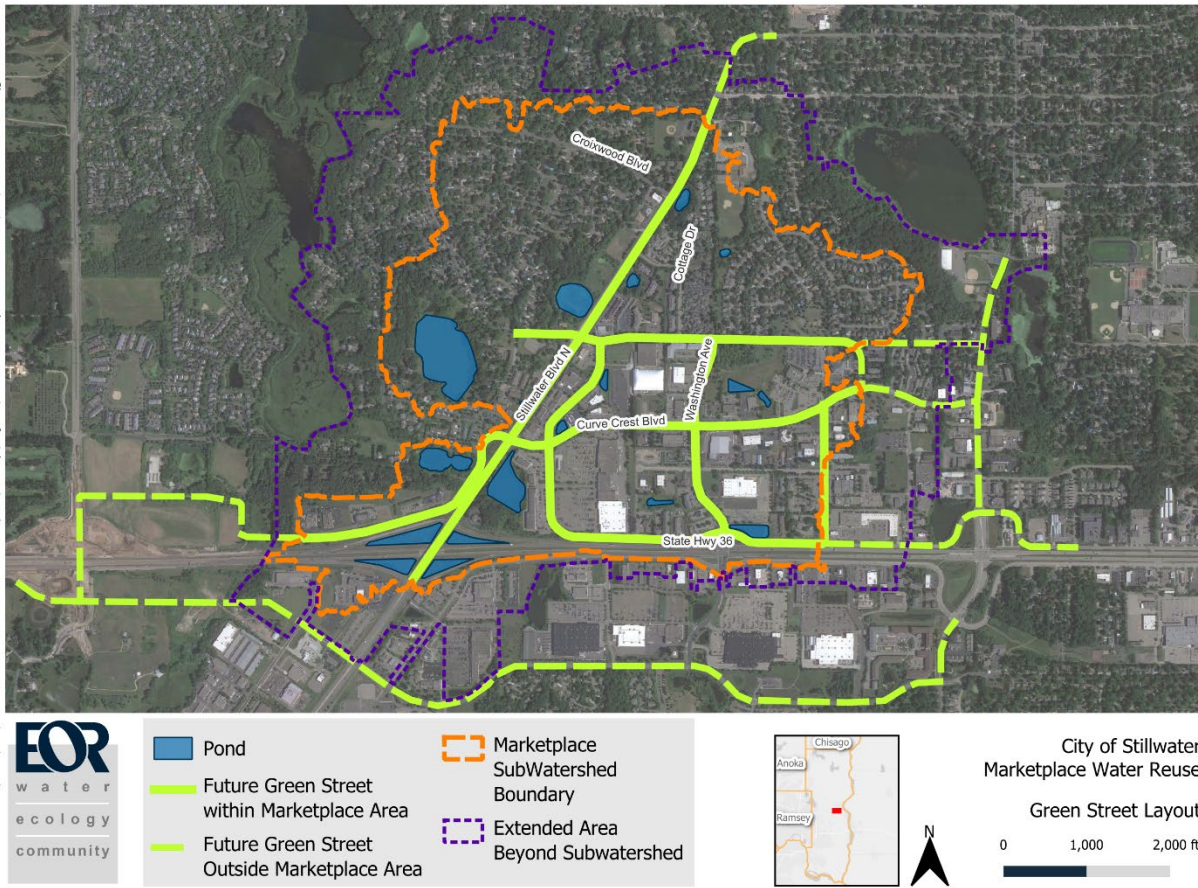 Croixwood Blvd
Cottage Dr
Stillwater Blvd N
Washington Ave
Curve Crest Blvd
State Hwy 36
EOR
water
ecology
community
Pond
Future Green Street
within Marketplace Area
Future Green Street
Outside Marketplace Area
Marketplace
SubWatershed
Boundary
Extended Area
Beyond Subwatershed
Chisago
Anoka
Ramsey
N
City of Stillwater
Marketplace Water Reuse
Green Street Layout
0 1,000 2,000 ft